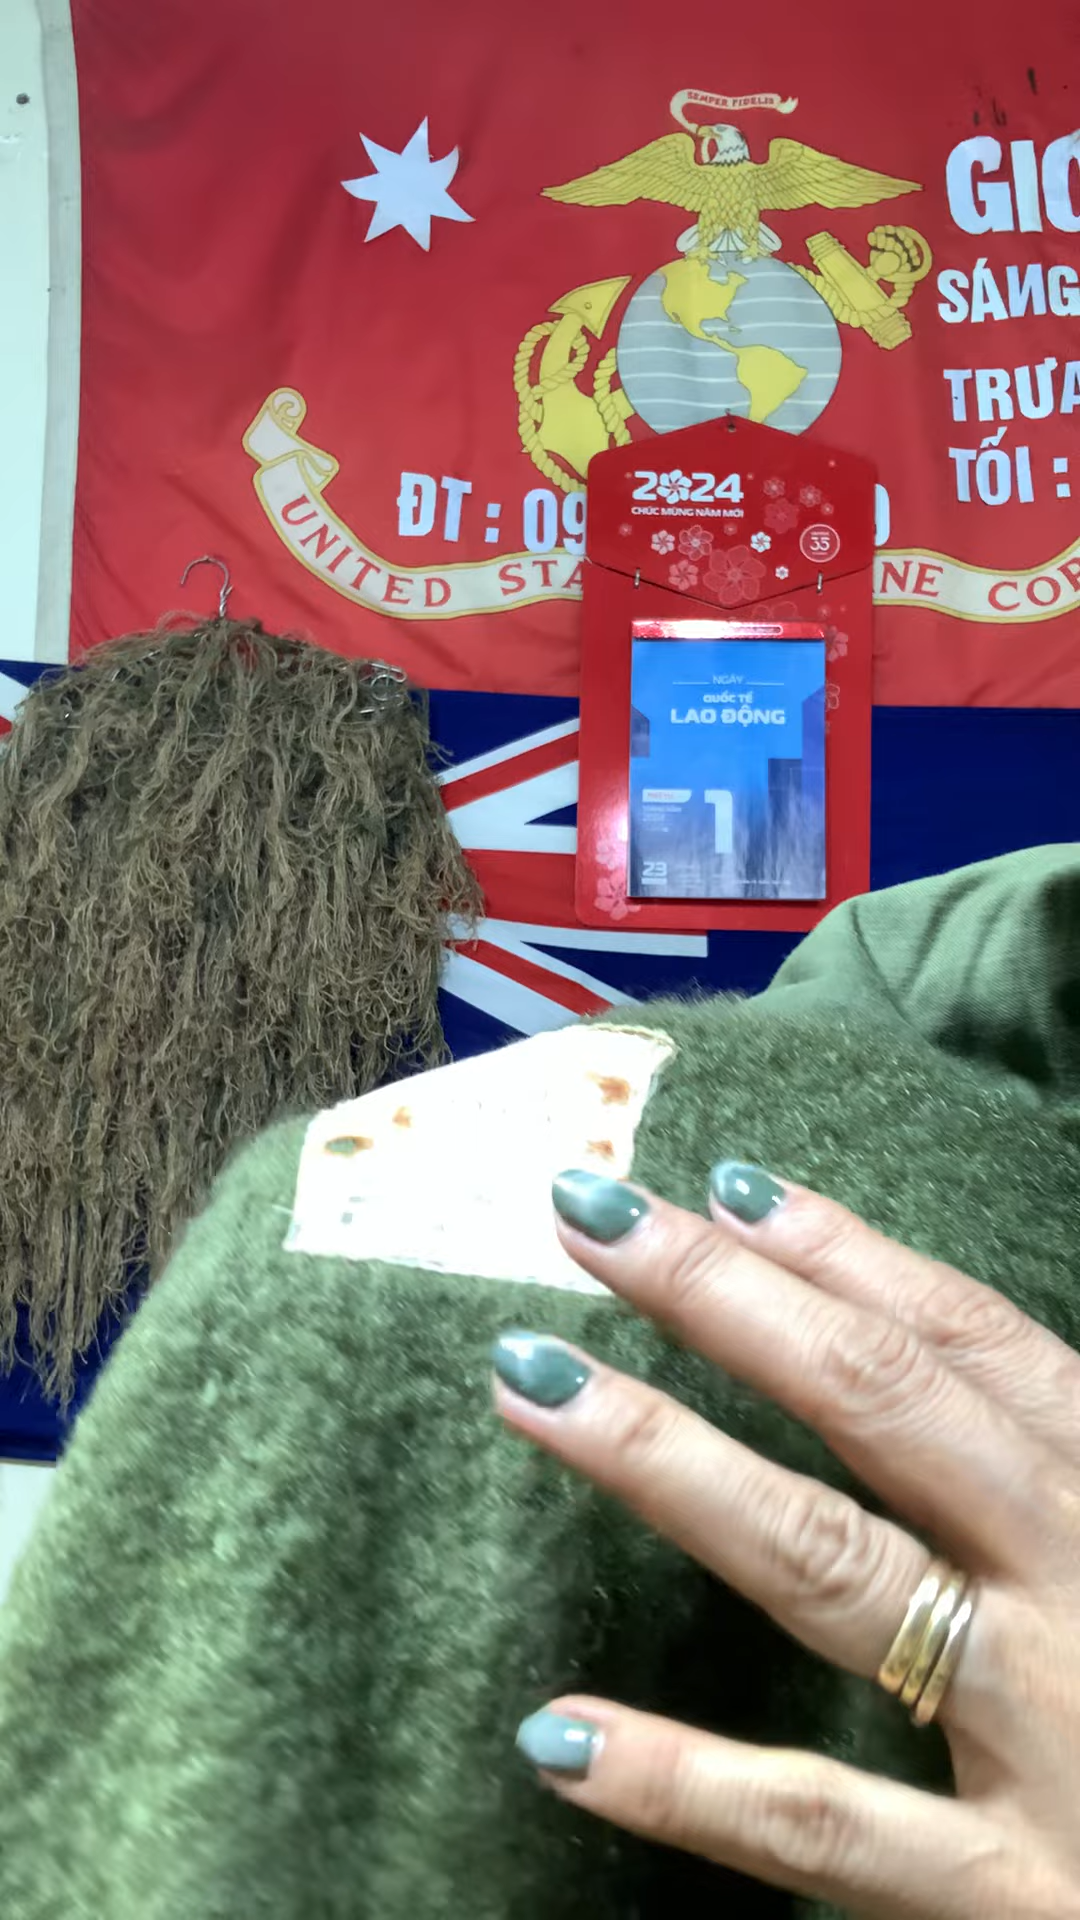 SEMPER FIDELIS
GIO
SÁNG
TRƯA
TỐI :
ĐT : 09
UNITED STA
NE COR
2024
CHÚC MỪNG NĂM MỚI
35
NGÀY
QUỐC TẾ
LAO ĐỘNG
1
23